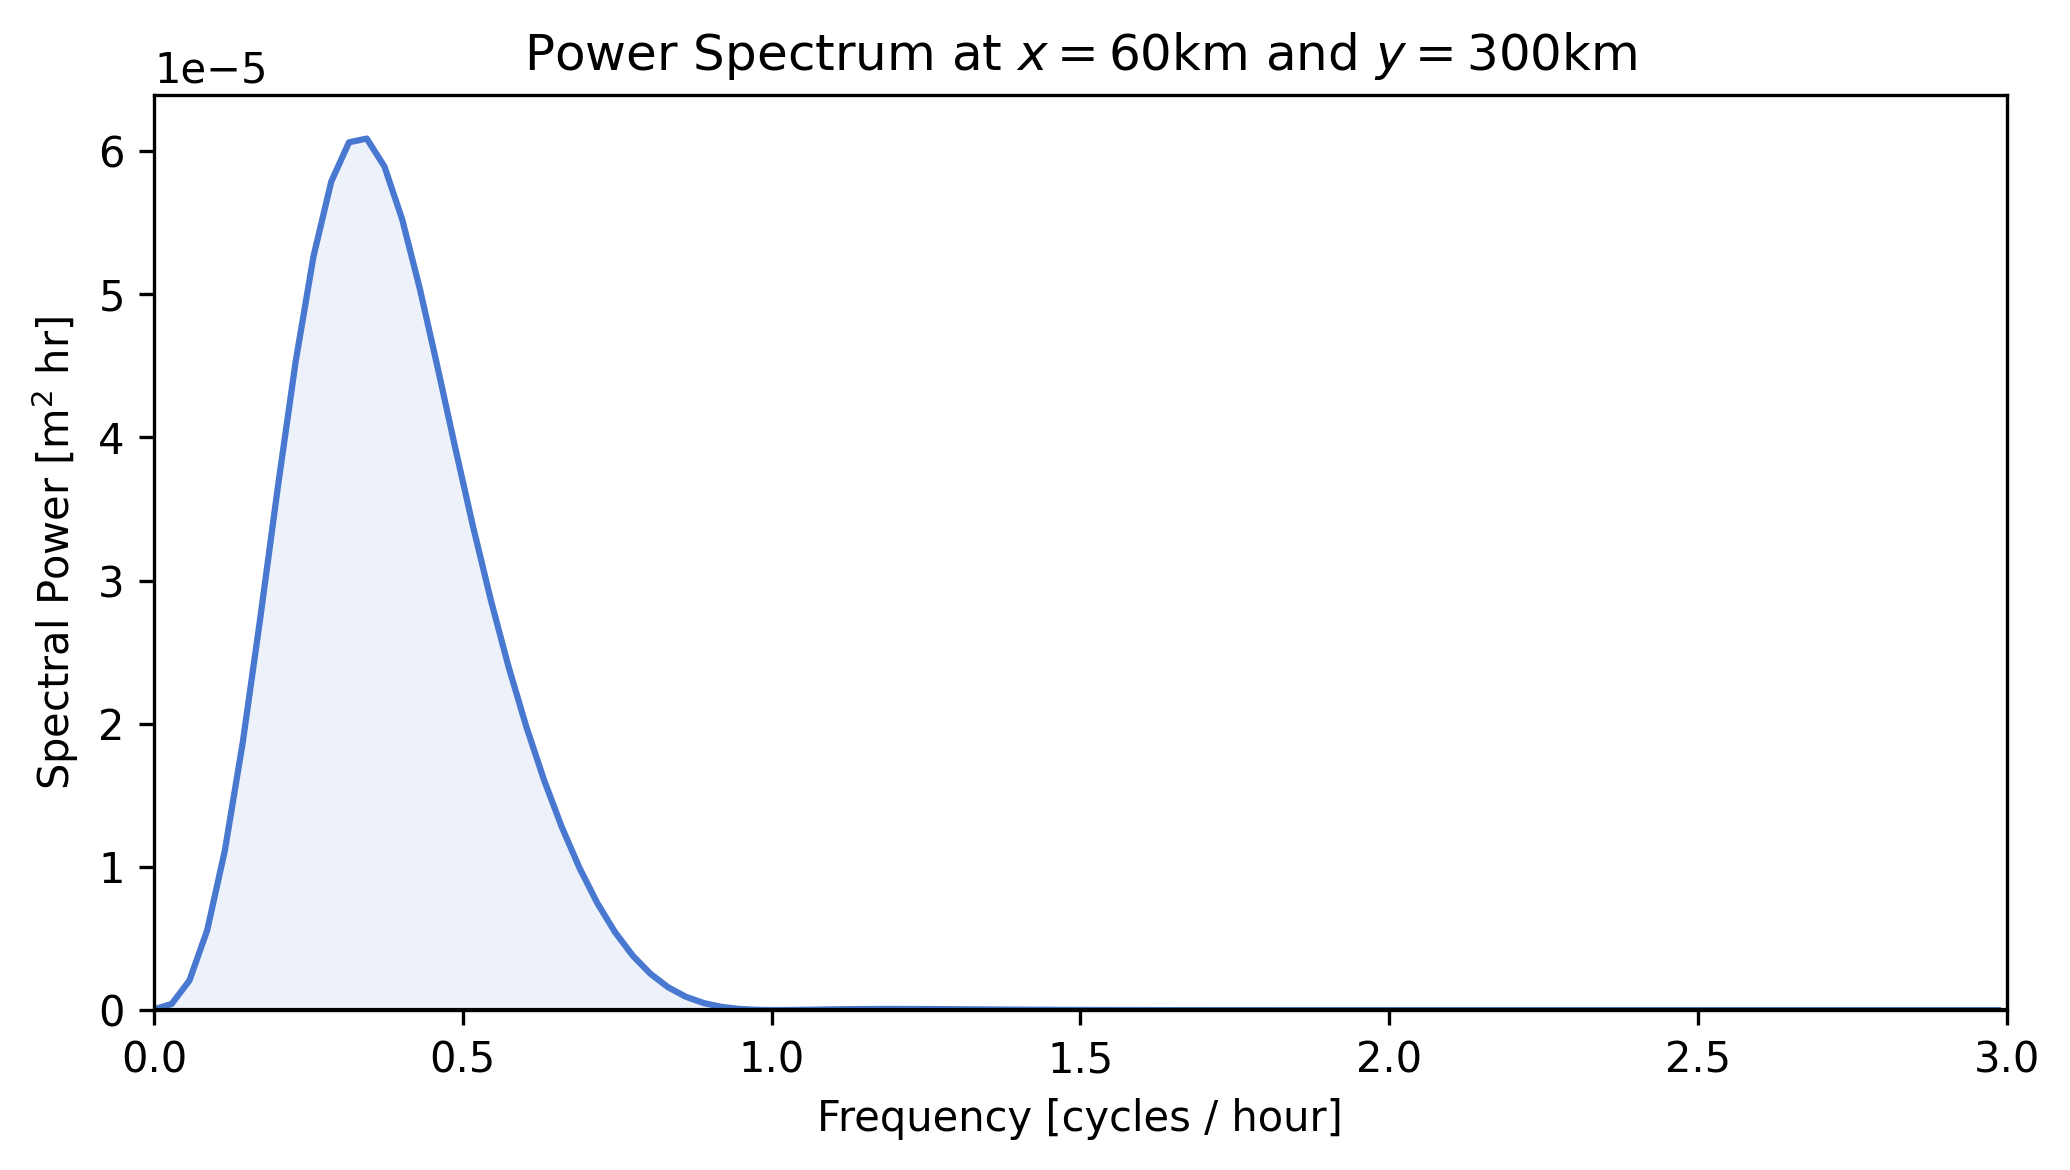 Power Spectrum at x = 60km and y = 300km
1e−5
6
5
4
3
2
1
0
Spectral Power [m² hr]
0.0 0.5 1.0 1.5 2.0 2.5 3.0
Frequency [cycles / hour]